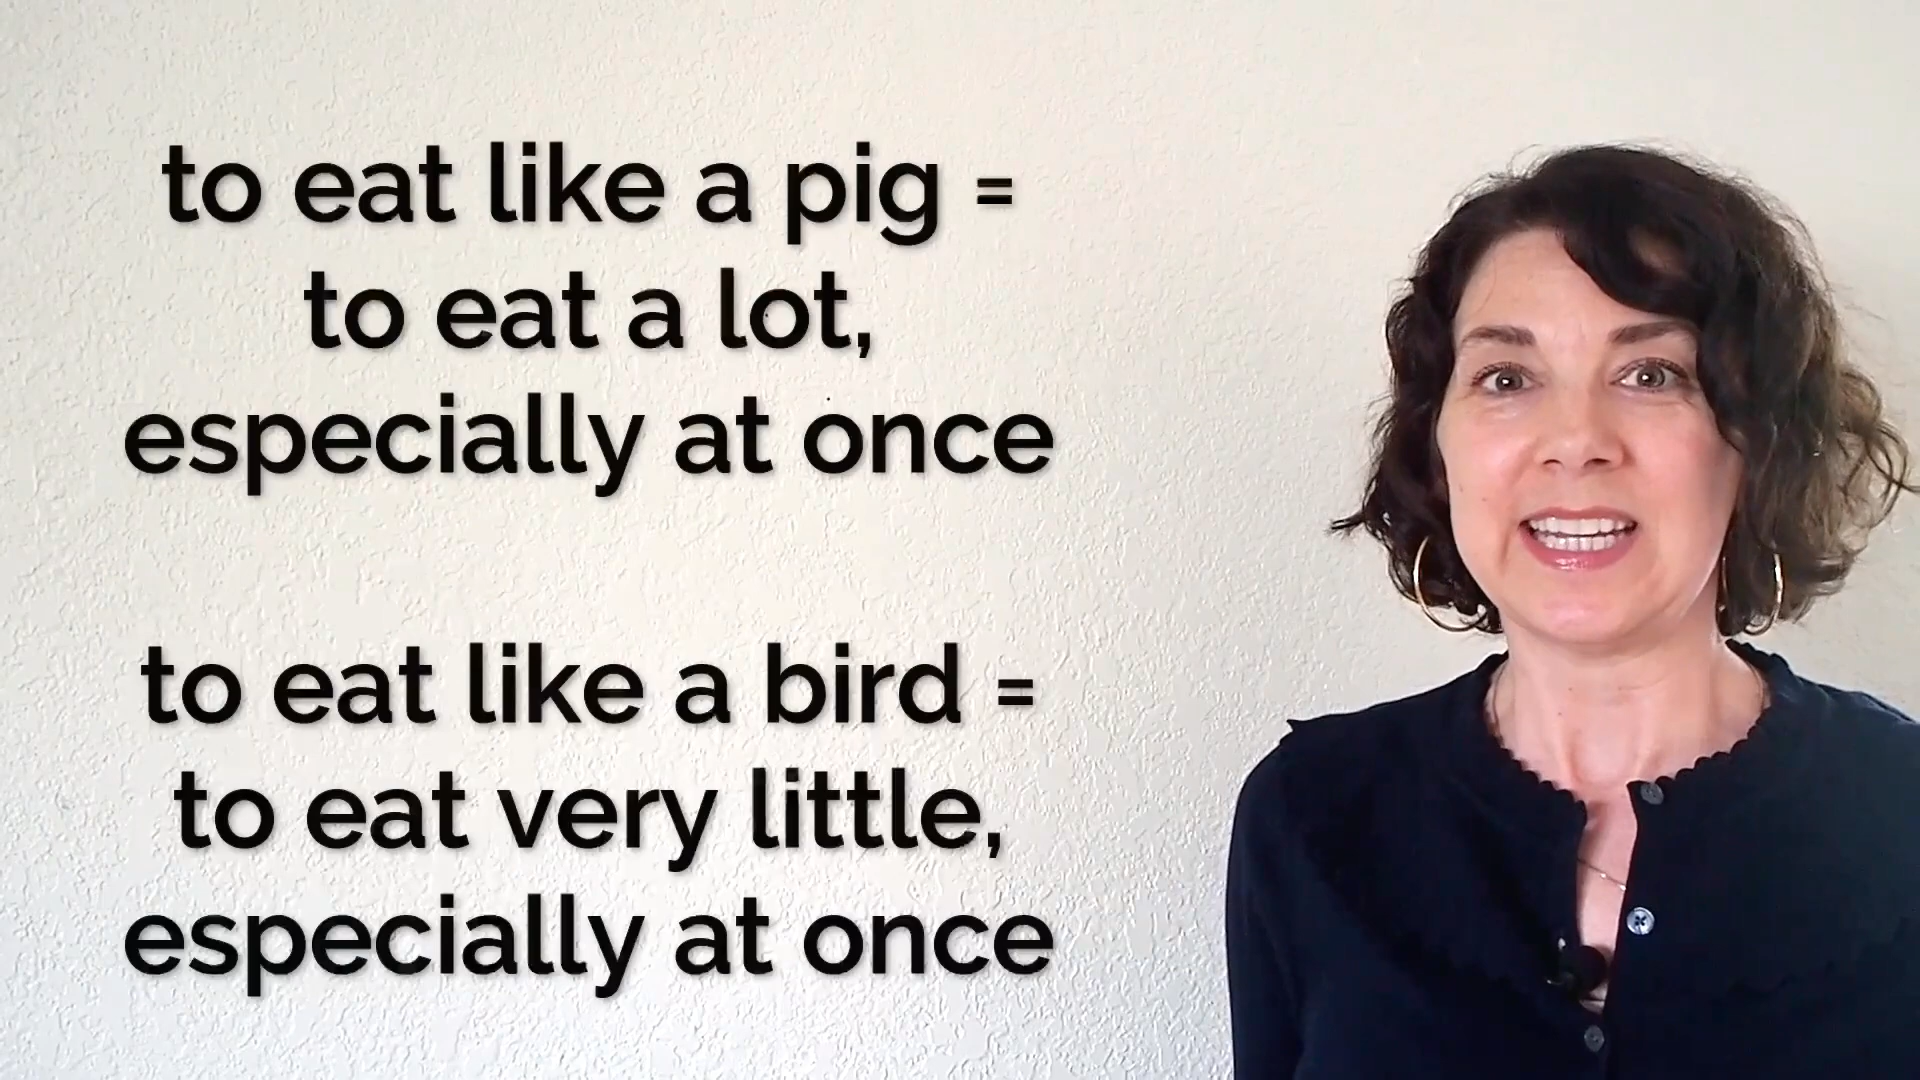 to eat like a pig =
to eat a lot,
especially at once
to eat like a bird =
to eat very little,
especially at once